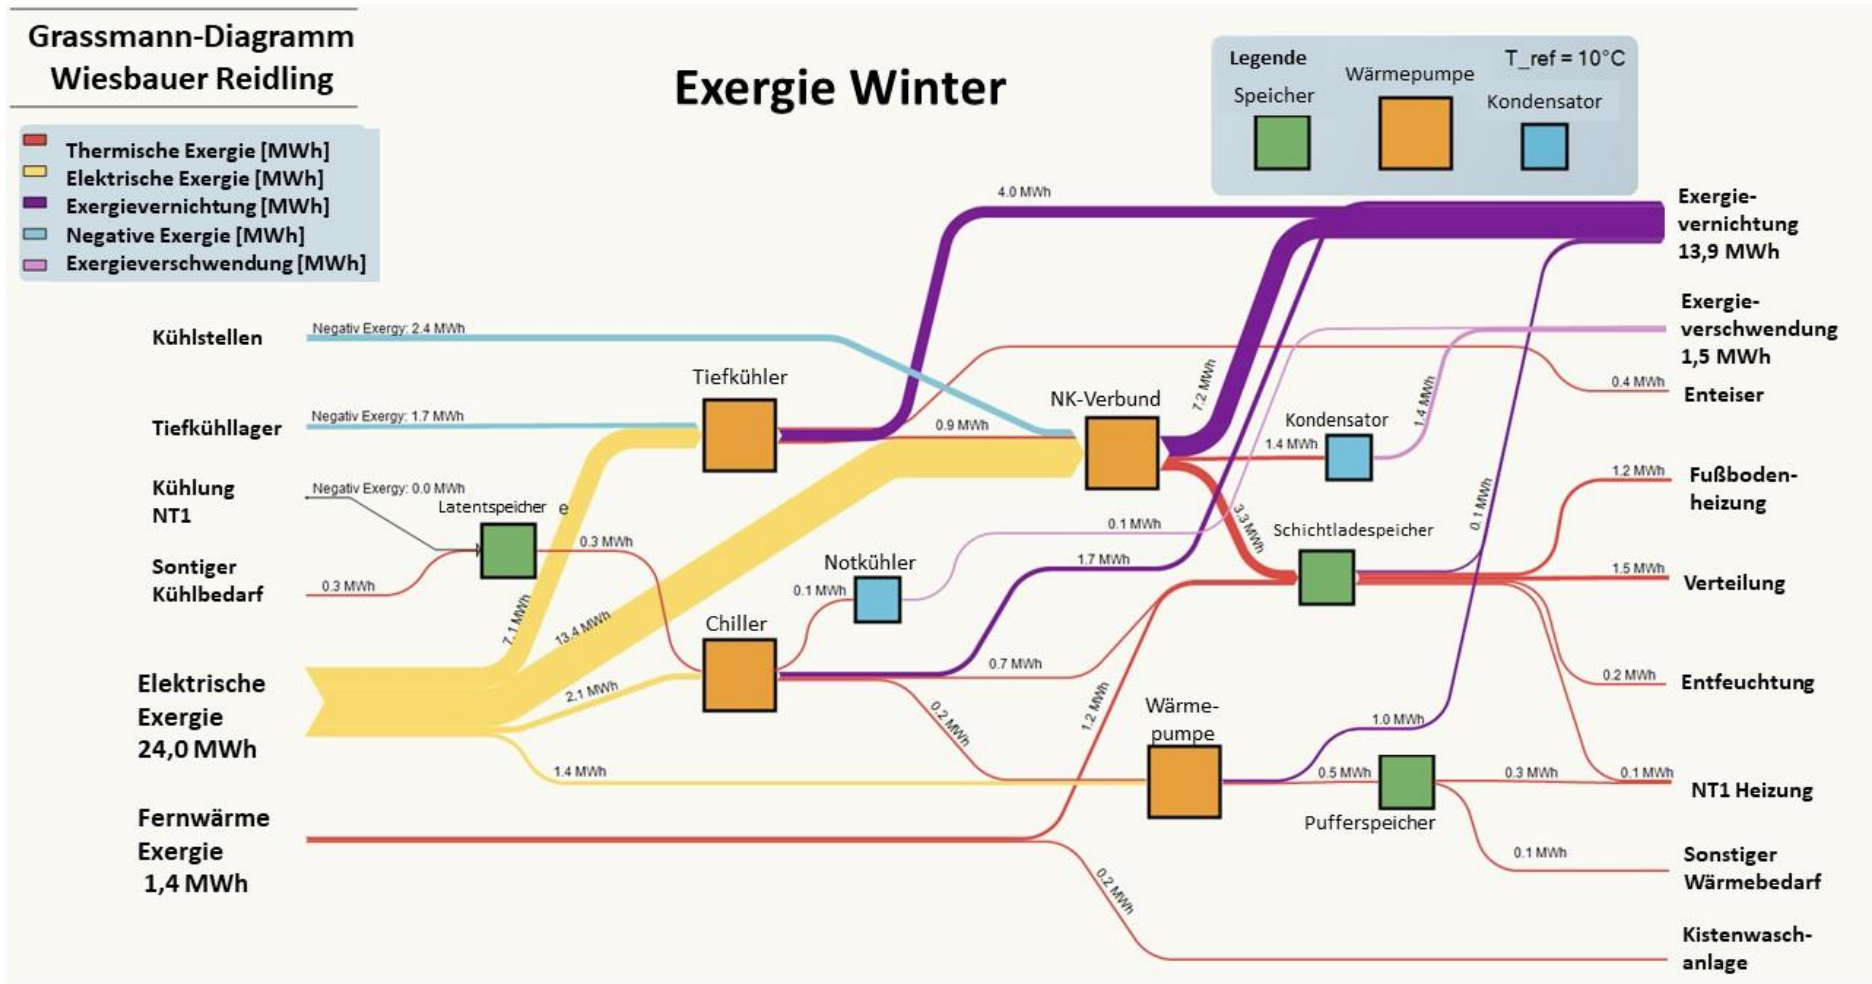 Grassmann-Diagramm
Wiesbauer Reidling
Exergie Winter
Legende
T_ref = 10°C
Speicher
Wärmepumpe
Kondensator
Thermische Exergie [MWh]
Elektrische Exergie [MWh]
Exergievernichtung [MWh]
Negative Exergie [MWh]
Exergieverschwendung [MWh]
Kühlstellen
Negativ Exergy: 2.4 MWh
Tiefkühllager
Negativ Exergy: 1.7 MWh
Kühlung
NT1
Negativ Exergy: 0.0 MWh
Sontiger
Kühlbedarf
0.3 MWh
Elektrische
Exergie
24,0 MWh
Fernwärme
Exergie
1,4 MWh
Latentspeicher e
0.3 MWh
7.1 MWh
13.4 MWh
2.1 MWh
1.4 MWh
Tiefkühler
4.0 MWh
0.9 MWh
Chiller
0.1 MWh
Notkühler
0.1 MWh
1.7 MWh
0.7 MWh
0.2 MWh
1.2 MWh
0.2 MWh
NK-Verbund
7.2 MWh
1.4 MWh
Kondensator
1.4 MWh
3.3 MWh
Schichtladespeicher
0.1 MWh
Wärme-
pumpe
1.0 MWh
0.5 MWh
Pufferspeicher
0.3 MWh
0.1 MWh
0.1 MWh
Exergie-
vernichtung
13,9 MWh
Exergie-
verschwendung
1,5 MWh
0.4 MWh
Enteiser
1.2 MWh
Fußboden-
heizung
1.5 MWh
Verteilung
0.2 MWh
Entfeuchtung
NT1 Heizung
Sonstiger
Wärmebedarf
Kistenwasch-
anlage